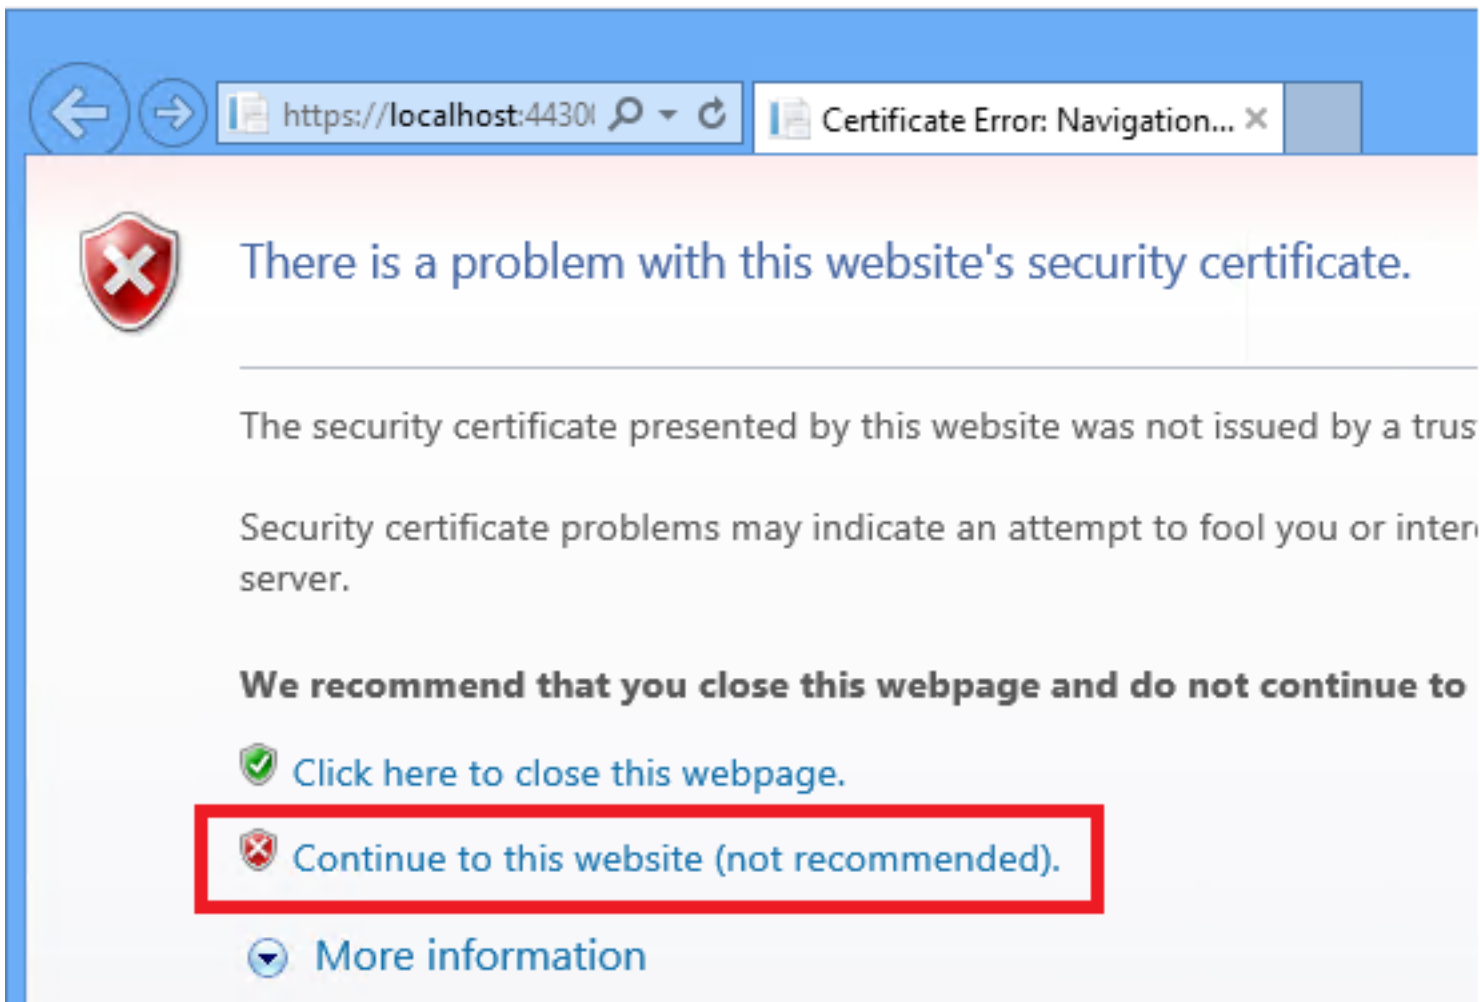 https://localhost:4430
Certificate Error: Navigation...
There is a problem with this website's security certificate.
The security certificate presented by this website was not issued by a
Security certificate problems may indicate an attempt to fool you or
server.
We recommend that you close this webpage and do not continue to
Click here to close this webpage.
Continue to this website (not recommended).
More information